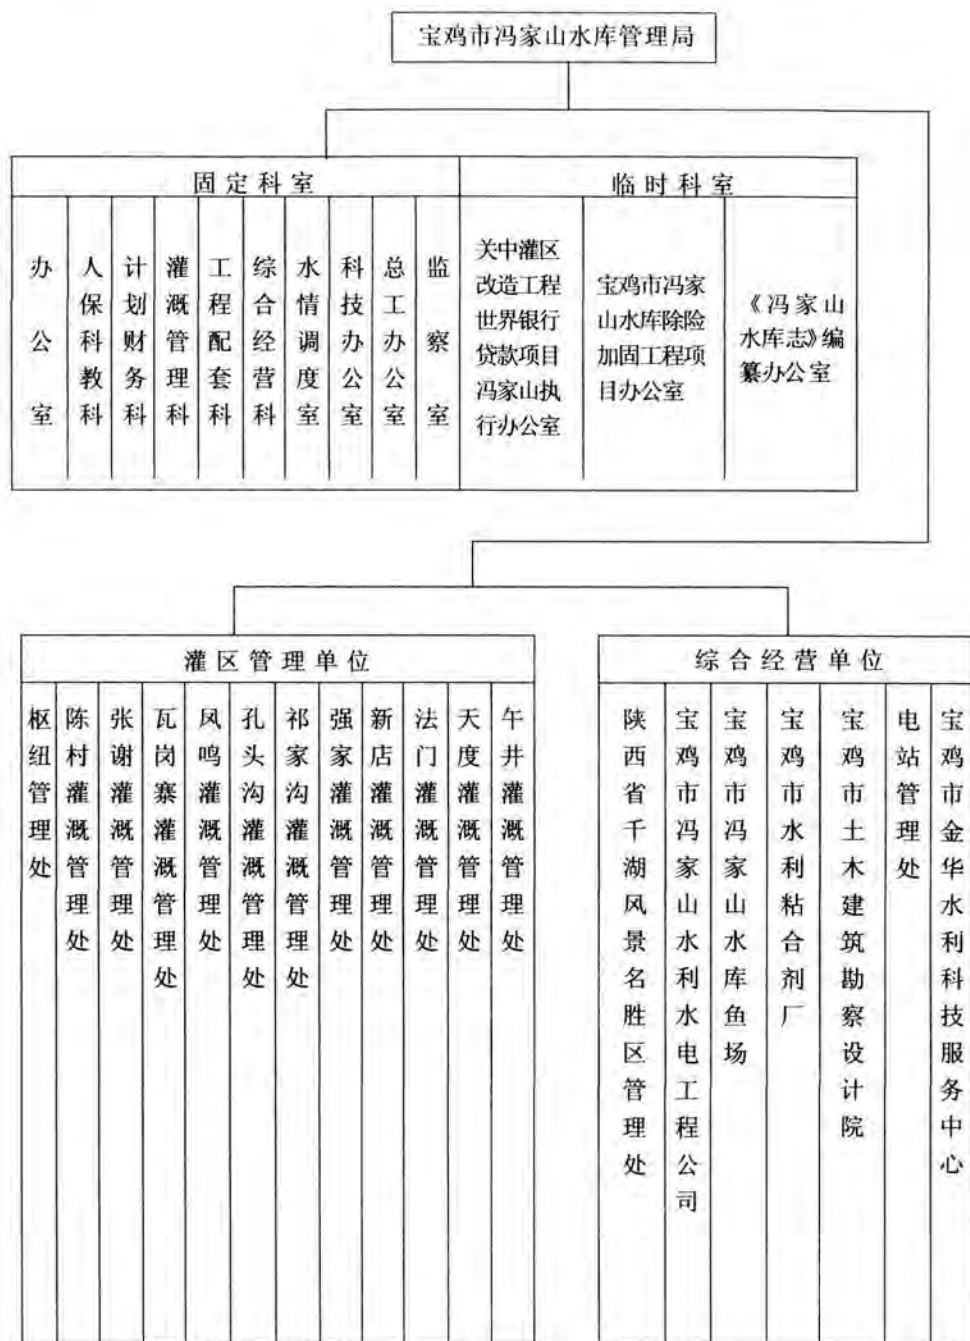 宝鸡市冯家山水库管理局
固定科室
临时科室
办公室
人保科教科
计划财务科
灌溉管理科
工程配套科
综合经营科
水情调度室
科技办公室
总工办公室
监察室
关中灌区
改造工程
世界银行
贷款项目
冯家山执
行办公室
宝鸡市冯家
山水库除险
加固工程项
目办公室
《冯家山
水库志》编
纂办公室
灌区管理单位
枢纽管理处
陈村灌溉管理处
张谢灌溉管理处
瓦岗寨灌溉管理处
凤鸣灌溉管理处
孔头沟灌溉管理处
祁家沟灌溉管理处
强家灌溉管理处
新店灌溉管理处
法门灌溉管理处
天度灌溉管理处
午井灌溉管理处
综合经营单位
陕西省千湖风景名胜区管理处
宝鸡市冯家山水利水电工程公司
宝鸡市冯家山水库鱼场
宝鸡市水利粘合剂厂
宝鸡市土木建筑勘察设计院
电站管理处
宝鸡市金华水利科技服务中心